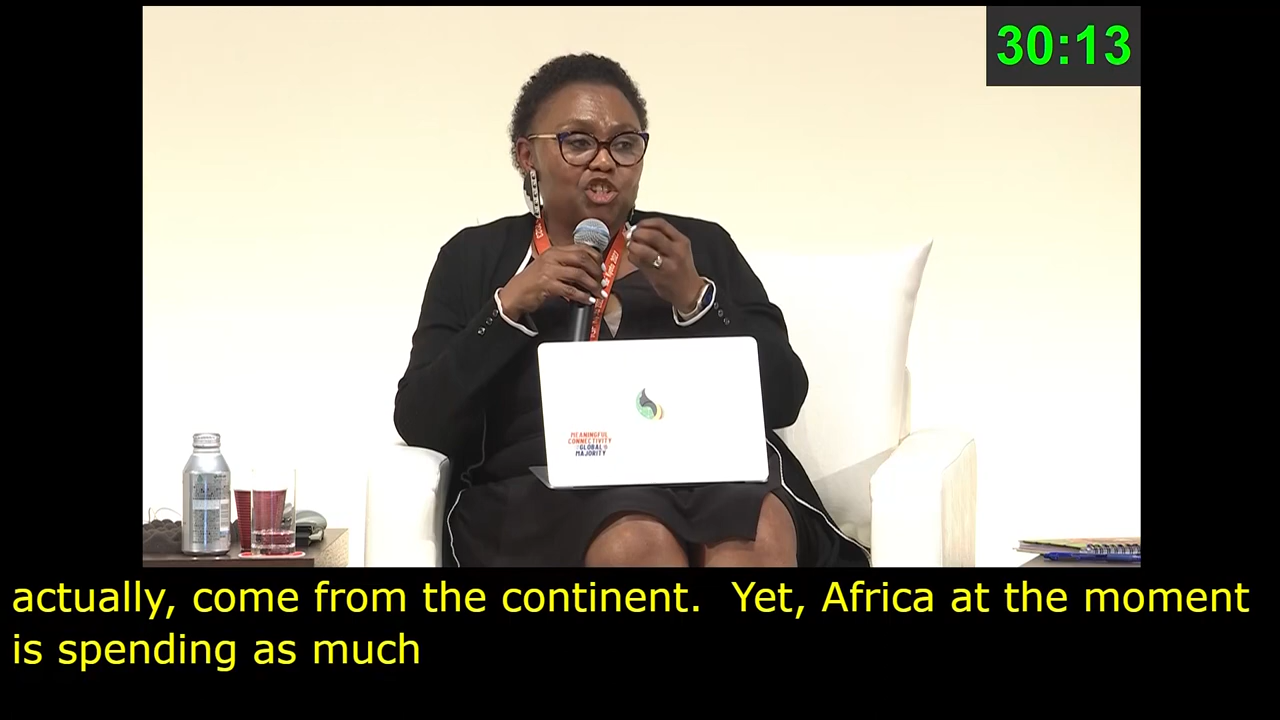 30:13
MEANINGFUL
CONNECTIVITY
GLOBAL
MAJORITY
actually, come from the continent.  Yet, Africa at the moment
is spending as much